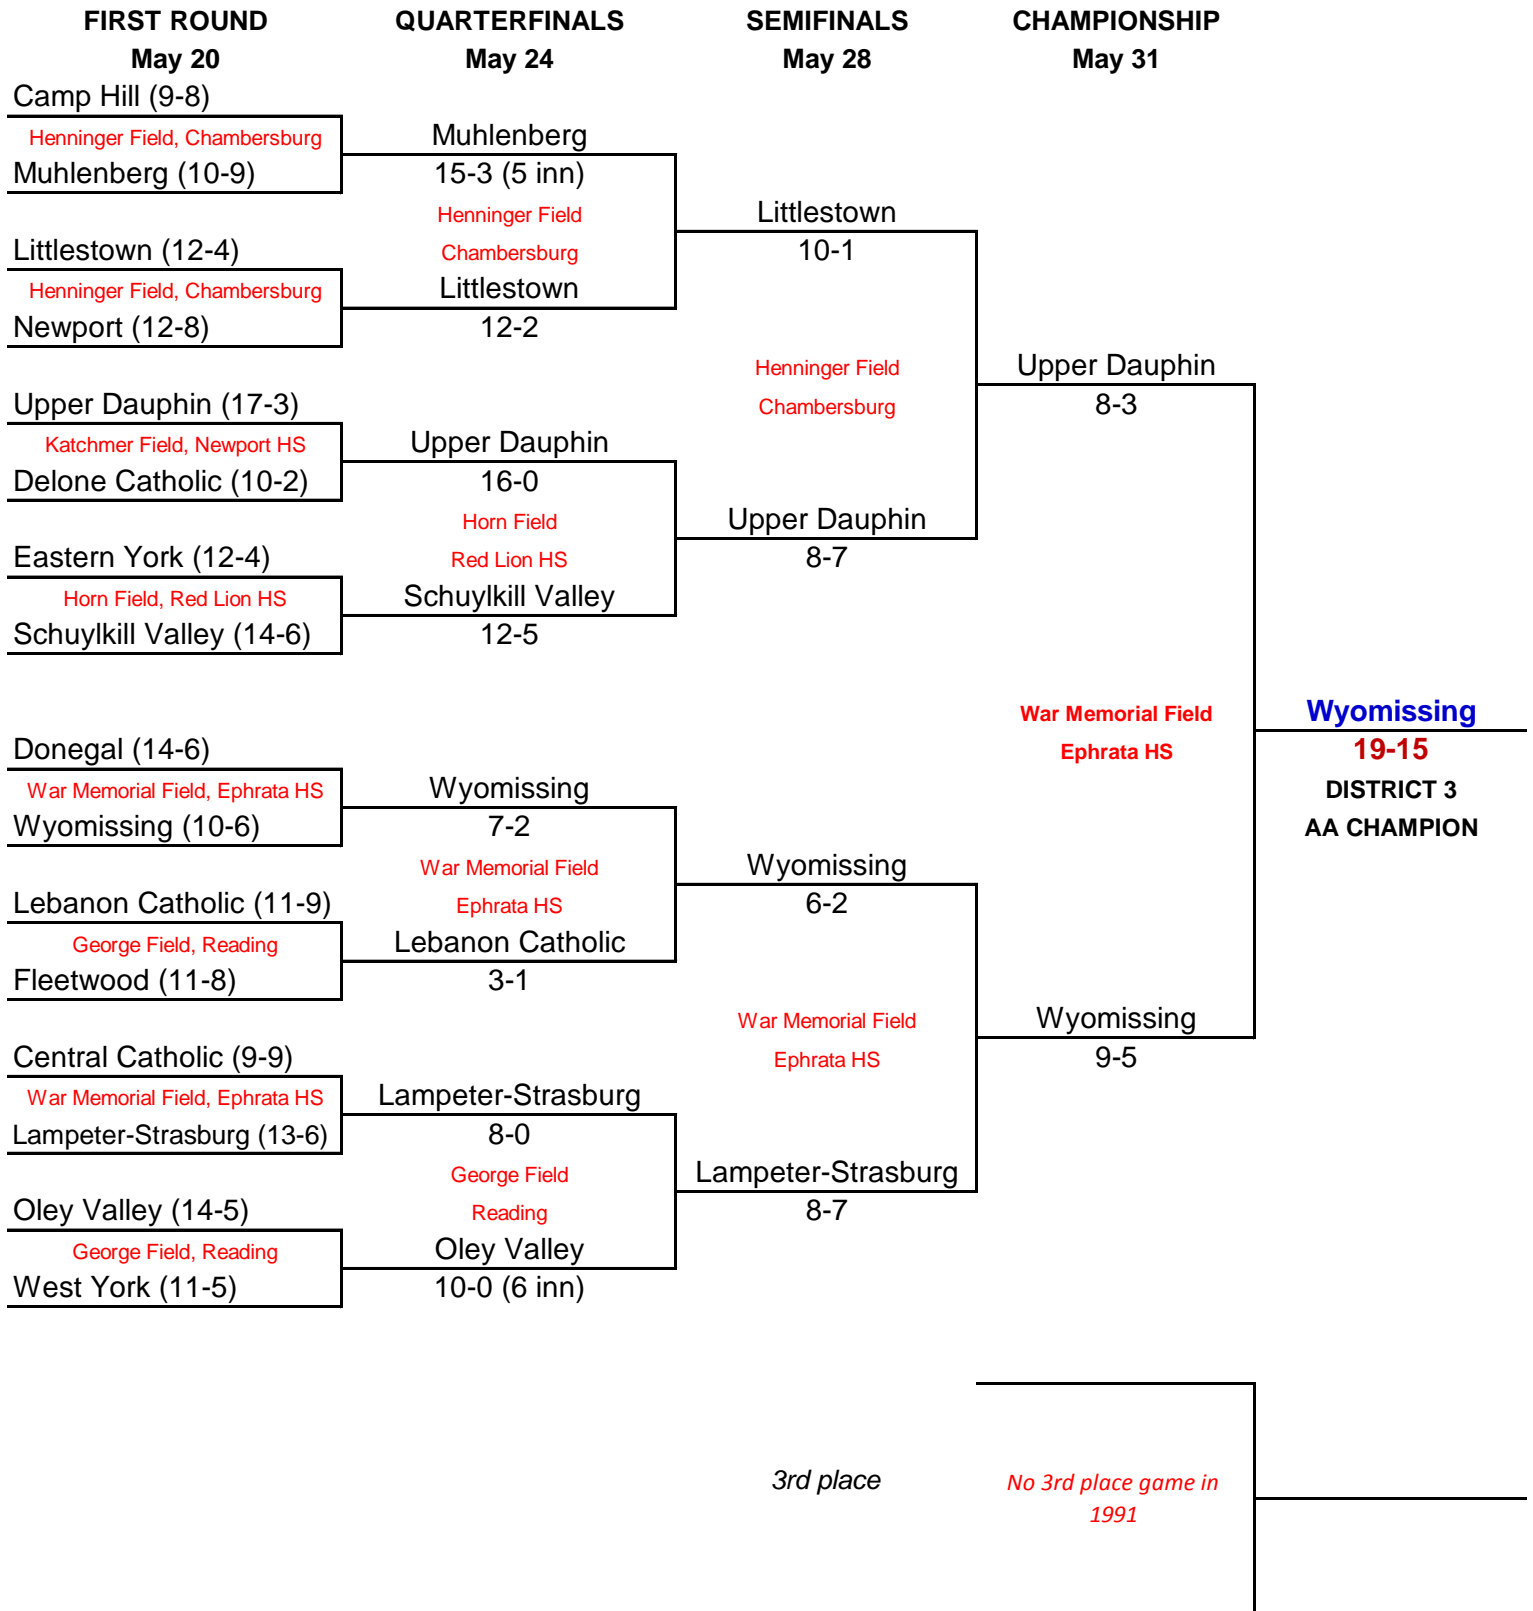 FIRST ROUND
May 20
QUARTERFINALS
May 24
SEMIFINALS
May 28
CHAMPIONSHIP
May 31
Camp Hill (9-8)
Henninger Field, Chambersburg
Muhlenberg (10-9)
Littlestown (12-4)
Henninger Field, Chambersburg
Newport (12-8)
Upper Dauphin (17-3)
Katchmer Field, Newport HS
Delone Catholic (10-2)
Eastern York (12-4)
Horn Field, Red Lion HS
Schuylkill Valley (14-6)
Donegal (14-6)
War Memorial Field, Ephrata HS
Wyomissing (10-6)
Lebanon Catholic (11-9)
George Field, Reading
Fleetwood (11-8)
Central Catholic (9-9)
War Memorial Field, Ephrata HS
Lampeter-Strasburg (13-6)
Oley Valley (14-5)
George Field, Reading
West York (11-5)
Muhlenberg
15-3 (5 inn)
Henninger Field
Chambersburg
Littlestown
12-2
Upper Dauphin
16-0
Horn Field
Red Lion HS
Schuylkill Valley
12-5
Wyomissing
7-2
War Memorial Field
Ephrata HS
Lebanon Catholic
3-1
Lampeter-Strasburg
8-0
George Field
Reading
Oley Valley
10-0 (6 inn)
Littlestown
10-1
Henninger Field
Chambersburg
Upper Dauphin
8-7
Wyomissing
6-2
War Memorial Field
Ephrata HS
Lampeter-Strasburg
8-7
Upper Dauphin
8-3
War Memorial Field
Ephrata HS
Wyomissing
9-5
Wyomissing
19-15
DISTRICT 3
AA CHAMPION
3rd place
No 3rd place game in
1991